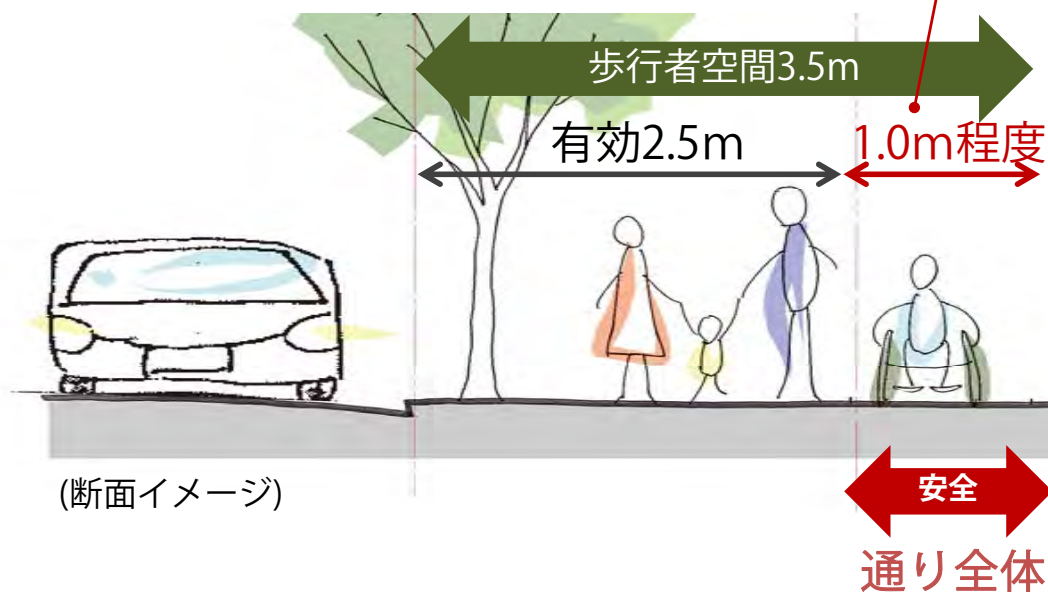 歩行者空間3.5m
有効2.5m
1.0m程度
(断面イメージ)
安全
通り全体